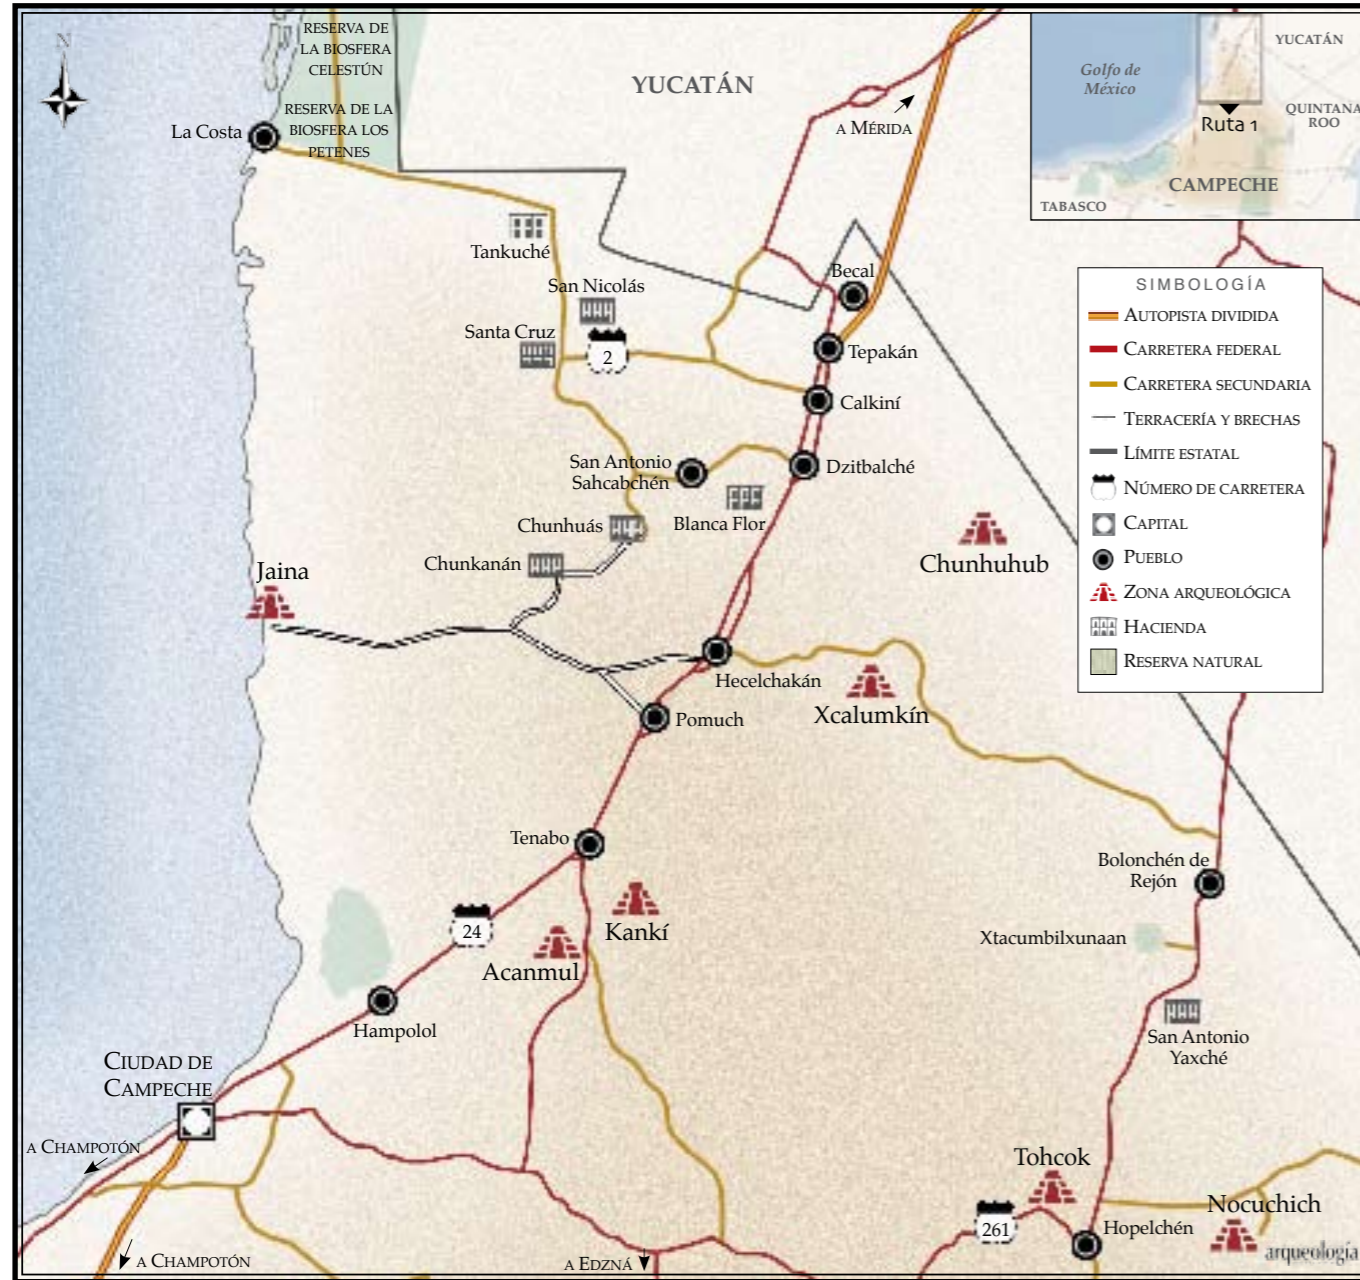 N
RESERVA DE
LA BIOSFERA
CELESTÚN
RESERVA DE LA
BIOSFERA LOS
PETENES
La Costa
YUCATÁN
A MÉRIDA
Golfo de
México
YUCATÁN
QUINTANA
ROO
Ruta 1
CAMPECHE
TABASCO
Tankuché
San Nicolás
Santa Cruz
2
Becal
Tepakán
Calkiní
San Antonio
Sahcabchén
Dzitbalché
Blanca Flor
Chunhuás
Chunkanán
Chunhuhub
Jaina
Hecelchakán
Xcalumkín
Pomuch
SIMBOLOGÍA
AUTOPISTA DIVIDIDA
CARRETERA FEDERAL
CARRETERA SECUNDARIA
TERRACERÍA Y BRECHAS
LÍMITE ESTATAL
NÚMERO DE CARRETERA
CAPITAL
PUEBLO
ZONA ARQUEOLÓGICA
HACIENDA
RESERVA NATURAL
Tenabo
Bolonchén de
Rejón
24
Kankí
Acanmul
Xtacumbilxunaan
Hampolol
San Antonio
Yaxché
CIUDAD DE
CAMPECHE
A CHAMPOTÓN
A CHAMPOTÓN
A EDZNÁ
Tohcok
261
Hopelchén
Nocuchich
arqueología